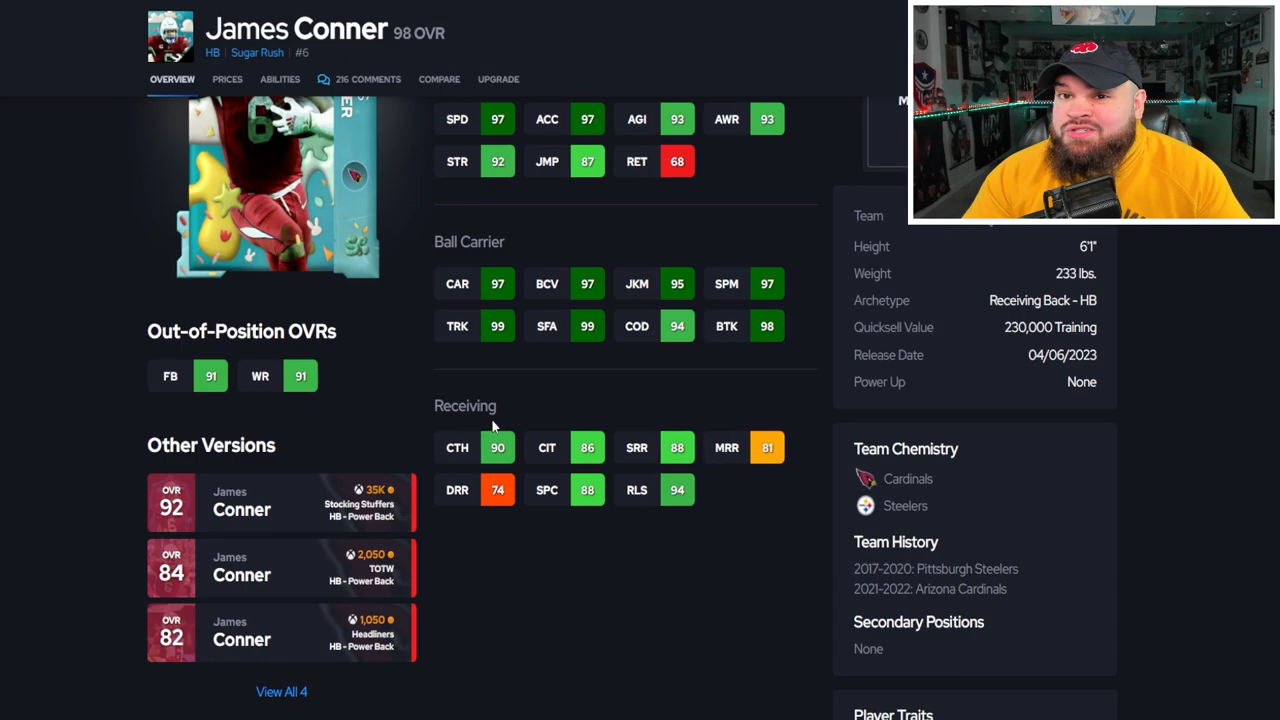 James Conner 98 OVR
HB | Sugar Rush | #6
OVERVIEW PRICES ABILITIES 216 COMMENTS COMPARE UPGRADE
SPD 97 ACC 97 AGI 93 AWR 93
STR 92 JMP 87 RET 68
Ball Carrier
CAR 97 BCV 97 JKM 95 SPM 97
TRK 99 SFA 99 COD 94 BTK 98
Receiving
CTH 90 CIT 86 SRR 88 MRR 81
DRR 74 SPC 88 RLS 94
Out-of-Position OVRs
FB 91 WR 91
Other Versions
OVR 92 James Conner 35K Stocking Stuffers HB - Power Back
OVR 84 James Conner 2,050 TOTW HB - Power Back
OVR 82 James Conner 1,050 Headliners HB - Power Back
View All 4
Team
Height 6'1"
Weight 233 lbs.
Archetype Receiving Back - HB
Quicksell Value 230,000 Training
Release Date 04/06/2023
Power Up None
Team Chemistry
Cardinals
Steelers
Team History
2017-2020: Pittsburgh Steelers
2021-2022: Arizona Cardinals
Secondary Positions
None
Player Traits